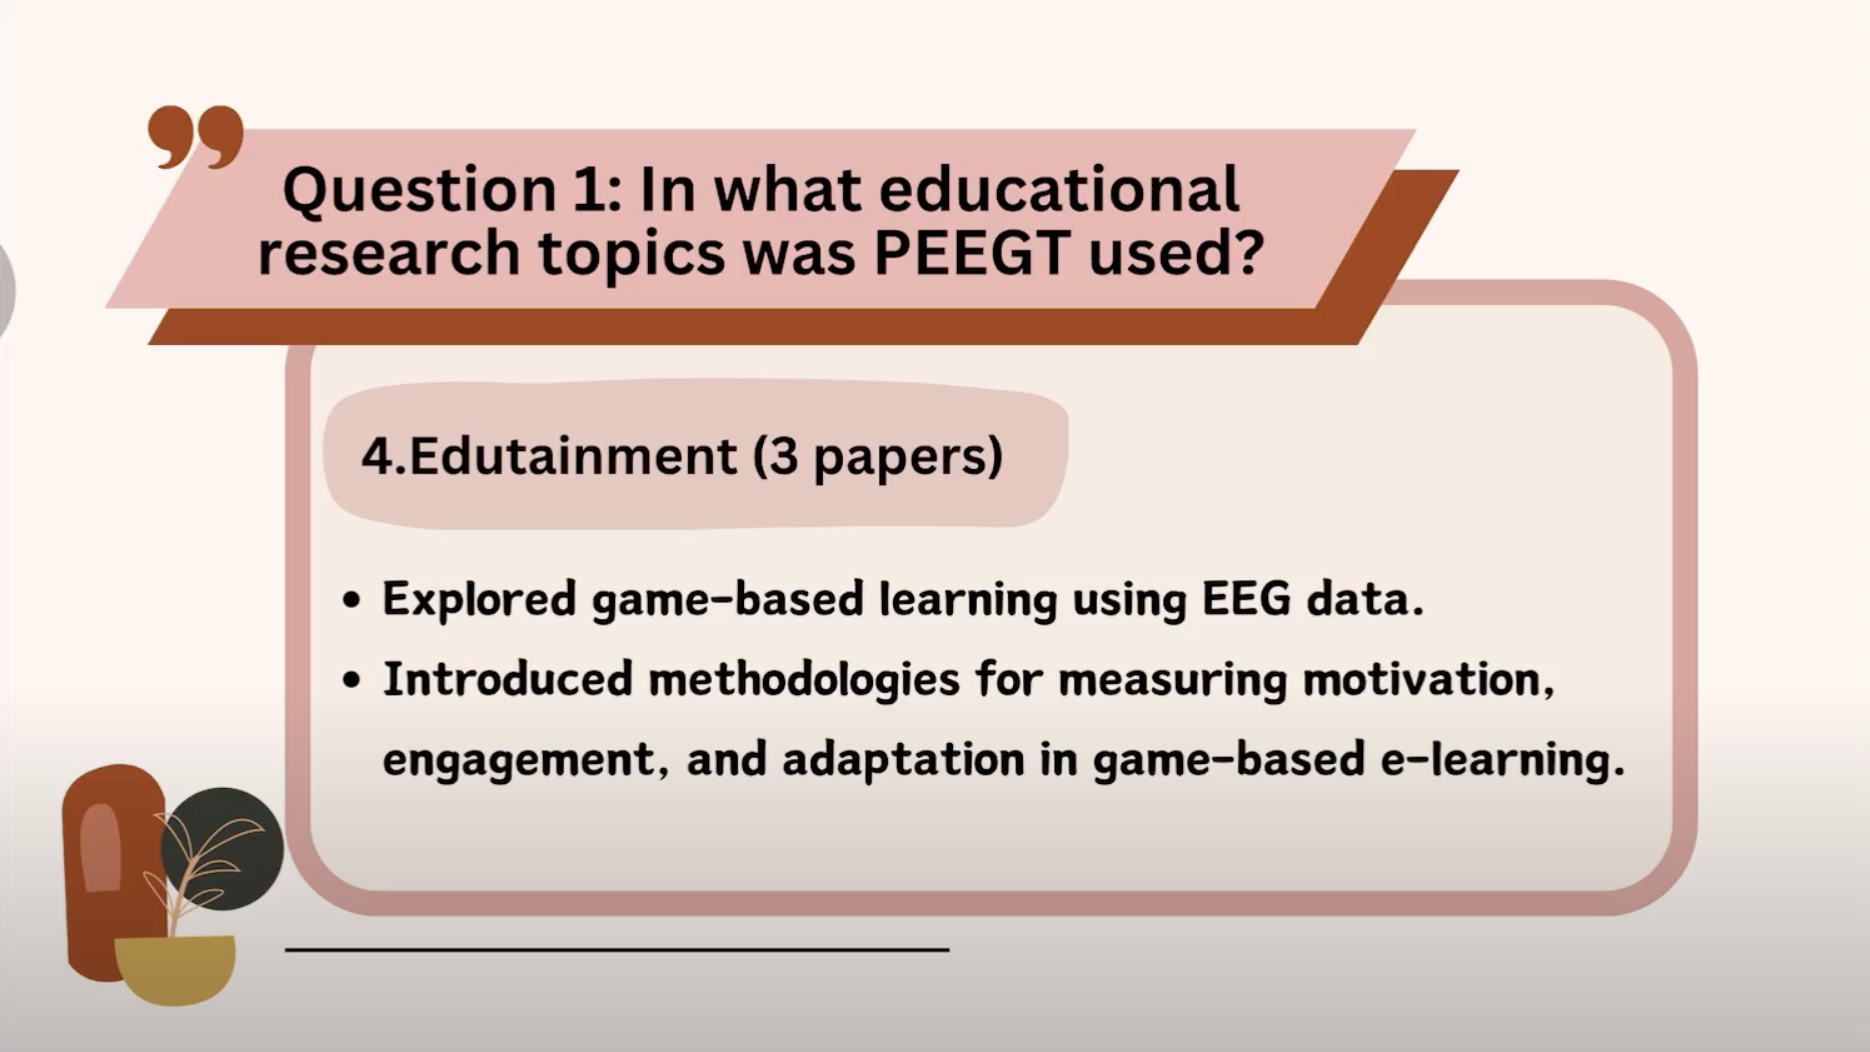 Question 1: In what educational
research topics was PEEGT used?
4.Edutainment (3 papers)
• Explored game-based learning using EEG data.
• Introduced methodologies for measuring motivation,
engagement, and adaptation in game-based e-learning.